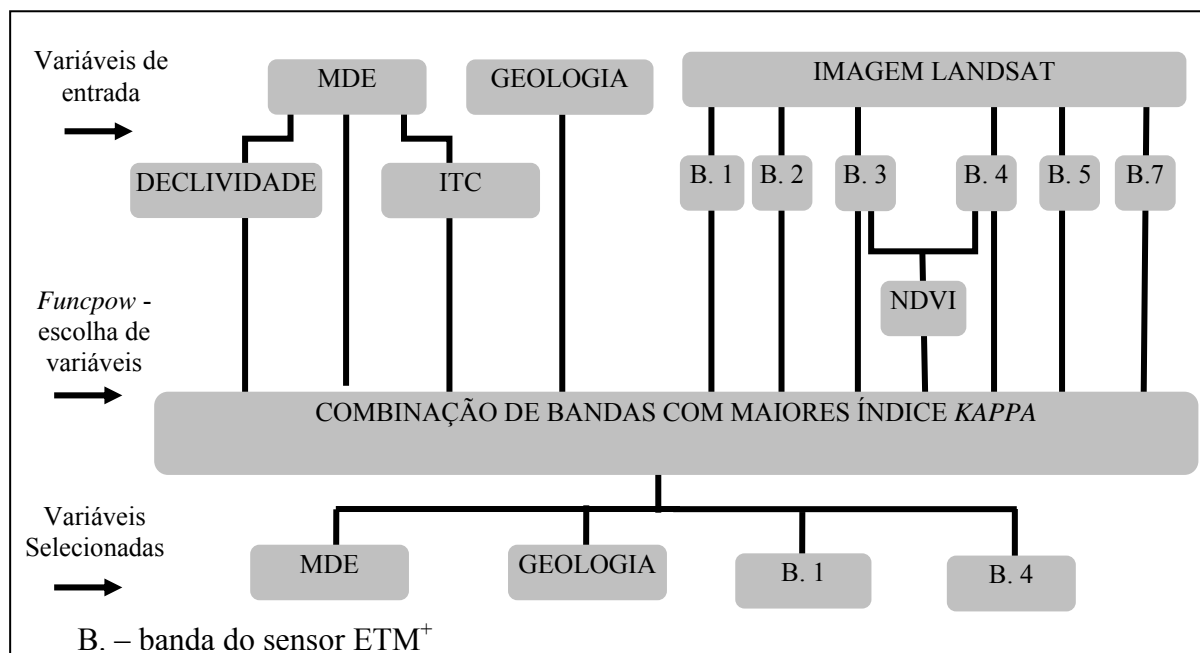 Variáveis de
entrada
MDE
GEOLOGIA
IMAGEM LANDSAT
DECLIVIDADE
ITC
B. 1
B. 2
B. 3
B. 4
B. 5
B.7
NDVI
Funcpow -
escolha de
variáveis
COMBINAÇÃO DE BANDAS COM MAIORES ÍNDICE KAPPA
Variáveis
Selecionadas
MDE
GEOLOGIA
B. 1
B. 4
B. – banda do sensor ETM+